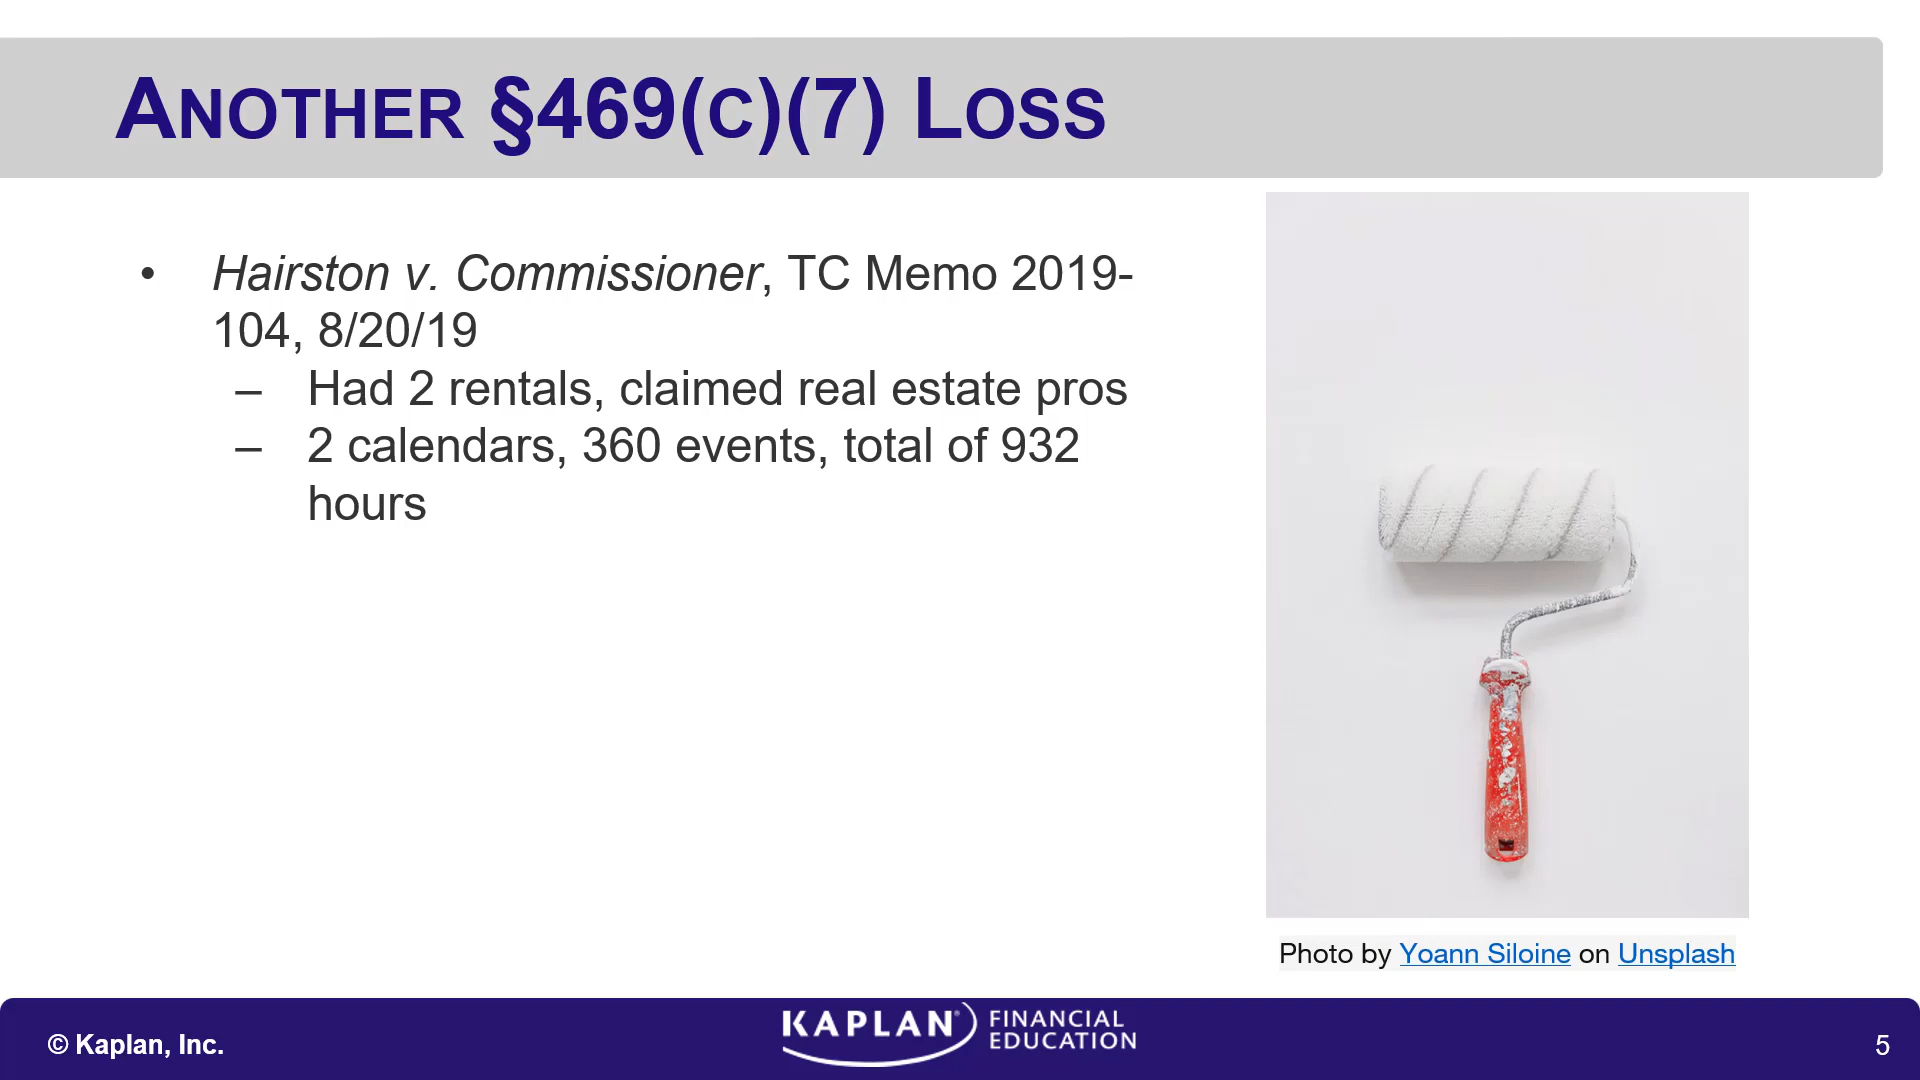 ANOTHER §469(C)(7) LOSS
• Hairston v. Commissioner, TC Memo 2019-
104, 8/20/19
– Had 2 rentals, claimed real estate pros
– 2 calendars, 360 events, total of 932
hours
Photo by Yoann Siloine on Unsplash
© Kaplan, Inc.
KAPLAN® FINANCIAL
EDUCATION
5